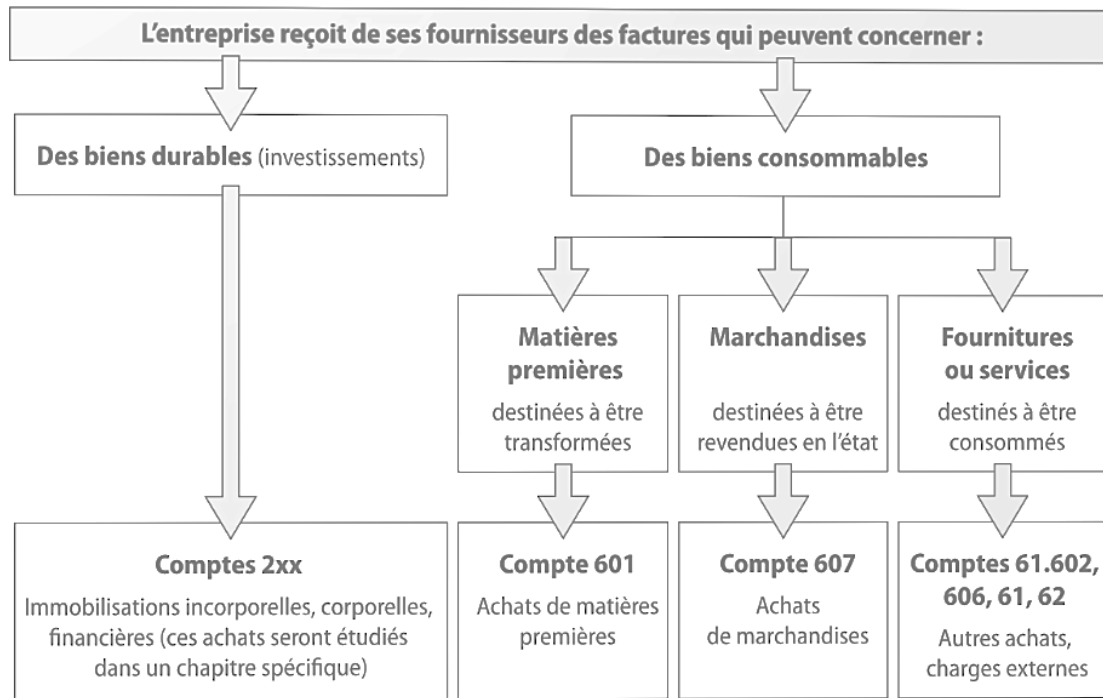 L'entreprise reçoit de ses fournisseurs des factures qui peuvent concerner :
Des biens durables (investissements)
Des biens consommables
Matières
premières
destinées à être
transformées
Marchandises
destinées à être
revendues en l'état
Fournitures
ou services
destinés à être
consommés
Comptes 2xx
Immobilisations incorporelles, corporelles,
financières (ces achats seront étudiés
dans un chapitre spécifique)
Compte 601
Achats de matières
premières
Compte 607
Achats
de marchandises
Comptes 61.602,
606, 61, 62
Autres achats,
charges externes